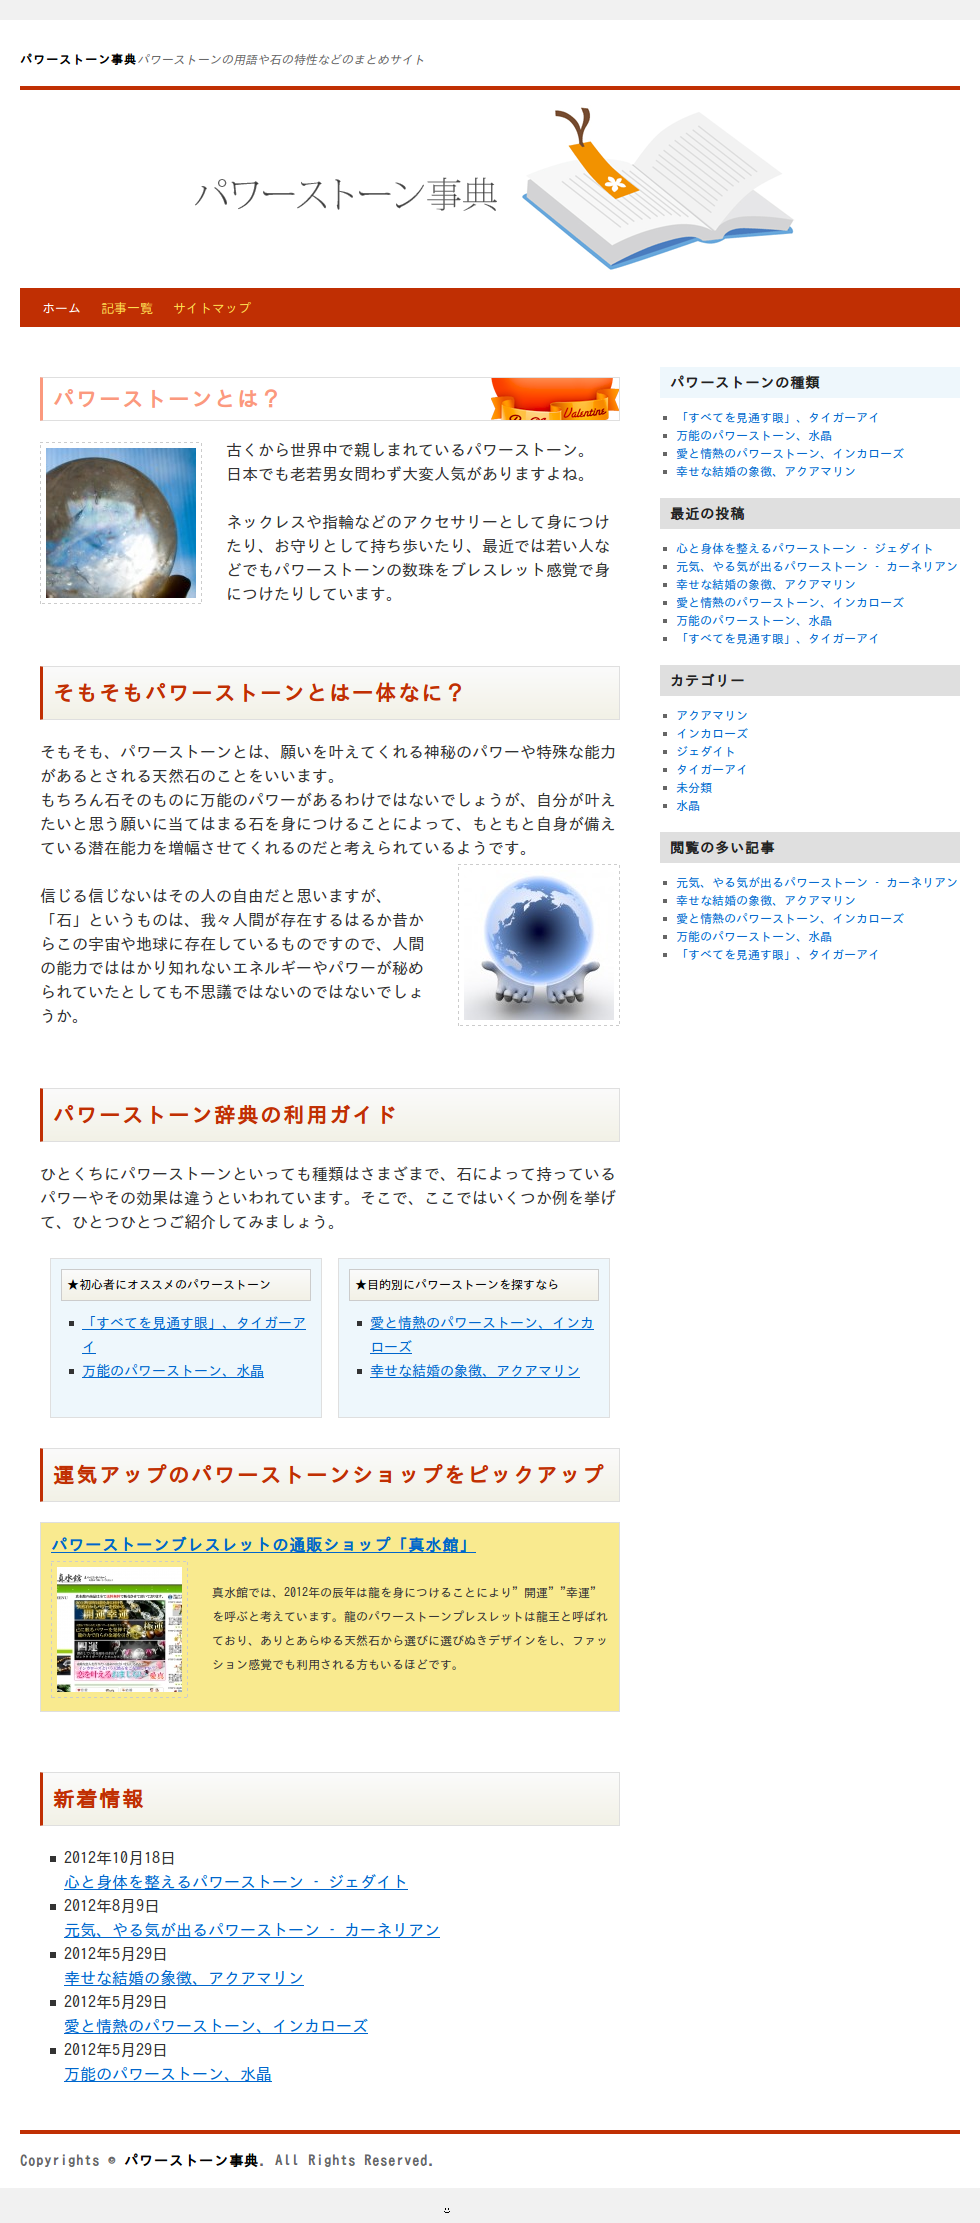 パワーストーン事典パワーストーンの用語や石の特性などのまとめサイト
パワーストーン事典
ホーム 記事一覧 サイトマップ
パワーストーンとは？
Valentine
古くから世界中で親しまれているパワーストーン。
日本でも老若男女問わず大変人気がありますよね。
ネックレスや指輪などのアクセサリーとして身につけ
たり、お守りとして持ち歩いたり、最近では若い人な
どでもパワーストーンの数珠をブレスレット感覚で身
につけたりしています。
そもそもパワーストーンとは一体なに？
そもそも、パワーストーンとは、願いを叶えてくれる神秘のパワーや特殊な能力
があるとされる天然石のことをいいます。
もちろん石そのものに万能のパワーがあるわけではないでしょうが、自分が叶え
たいと思う願いに当てはまる石を身につけることによって、もともと自身が備え
ている潜在能力を増幅させてくれるのだと考えられているようです。
信じる信じないはその人の自由だと思いますが、
「石」というものは、我々人間が存在するはるか昔か
らこの宇宙や地球に存在しているものですので、人間
の能力でははかり知れないエネルギーやパワーが秘め
られていたとしても不思議ではないのではないでしょ
うか。
パワーストーン辞典の利用ガイド
ひとくちにパワーストーンといっても種類はさまざまで、石によって持っている
パワーやその効果は違うといわれています。そこで、ここではいくつか例を挙げ
て、ひとつひとつご紹介してみましょう。
★初心者にオススメのパワーストーン
「すべてを見通す眼」、タイガーア
イ
万能のパワーストーン、水晶
★目的別にパワーストーンを探すなら
愛と情熱のパワーストーン、インカ
ローズ
幸せな結婚の象徴、アクアマリン
運気アップのパワーストーンショップをピックアップ
パワーストーンブレスレットの通販ショップ「真水館」
真水館
開運幸運
極運
開運
恋を叶える
愛点
真水館では、2012年の辰年は龍を身につけることにより”開運””幸運”
を呼ぶと考えています。龍のパワーストーンブレスレットは龍王と呼ばれ
ており、ありとあらゆる天然石から選びに選びぬきデザインをし、ファッ
ション感覚でも利用される方もいるほどです。
新着情報
2012年10月18日
心と身体を整えるパワーストーン - ジェダイト
2012年8月9日
元気、やる気が出るパワーストーン - カーネリアン
2012年5月29日
幸せな結婚の象徴、アクアマリン
2012年5月29日
愛と情熱のパワーストーン、インカローズ
2012年5月29日
万能のパワーストーン、水晶
パワーストーンの種類
「すべてを見通す眼」、タイガーアイ
万能のパワーストーン、水晶
愛と情熱のパワーストーン、インカローズ
幸せな結婚の象徴、アクアマリン
最近の投稿
心と身体を整えるパワーストーン - ジェダイト
元気、やる気が出るパワーストーン - カーネリアン
幸せな結婚の象徴、アクアマリン
愛と情熱のパワーストーン、インカローズ
万能のパワーストーン、水晶
「すべてを見通す眼」、タイガーアイ
カテゴリー
アクアマリン
インカローズ
ジェダイト
タイガーアイ
未分類
水晶
閲覧の多い記事
元気、やる気が出るパワーストーン - カーネリアン
幸せな結婚の象徴、アクアマリン
愛と情熱のパワーストーン、インカローズ
万能のパワーストーン、水晶
「すべてを見通す眼」、タイガーアイ
Copyrights © パワーストーン事典. All Rights Reserved.